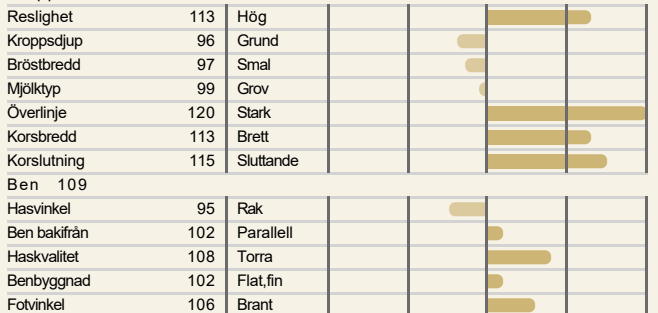 Reslighet 113 Hög
Kroppsdjup 96 Grund
Bröstbredd 97 Smal
Mjölktyp 99 Grov
Överlinje 120 Stark
Korsbredd 113 Brett
Korslutning 115 Sluttande
Ben 109
Hasvinkel 95 Rak
Ben bakifrån 102 Parallell
Haskvalitet 108 Torra
Benbyggnad 102 Flat,fin
Fotvinkel 106 Brant